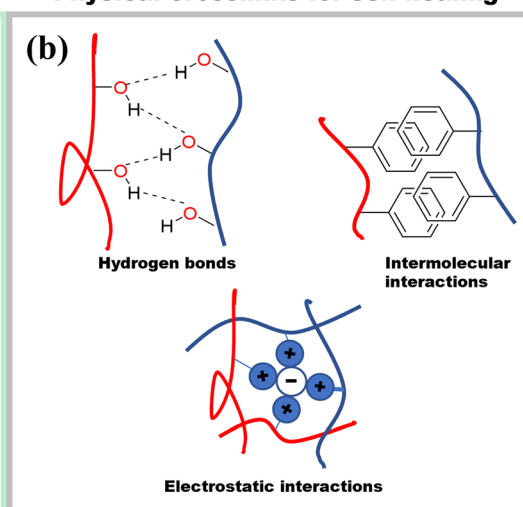 Physical crosslinks for self-healing
(b)
H O
O H
H O
O H
H O
Hydrogen bonds
Intermolecular
interactions
+
+ - +
+
Electrostatic interactions